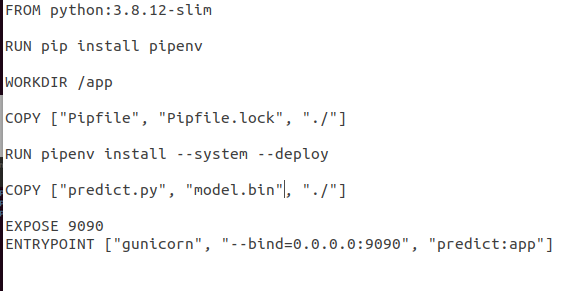 FROM python:3.8.12-slim
RUN pip install pipenv
WORKDIR /app
COPY ["Pipfile", "Pipfile.lock", "./"]
RUN pipenv install --system --deploy
COPY ["predict.py", "model.bin", "./"]
EXPOSE 9090
ENTRYPOINT ["gunicorn", "--bind=0.0.0.0:9090", "predict:app"]